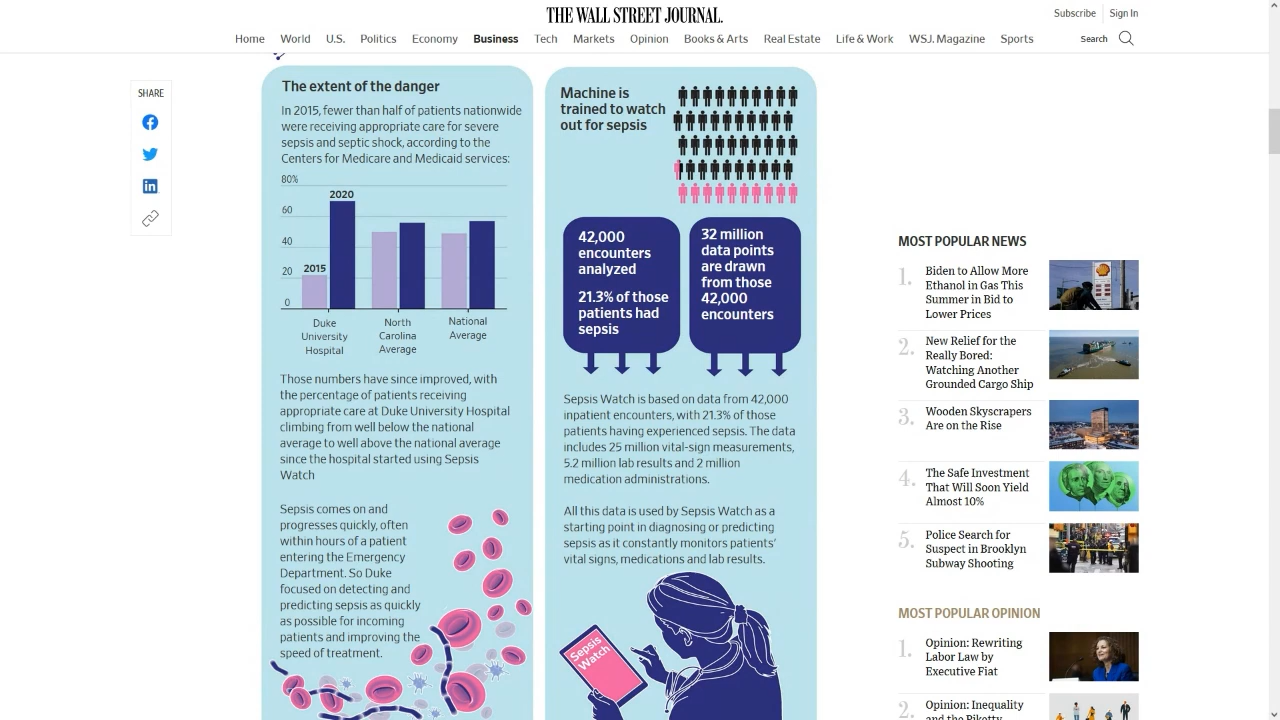 THE WALL STREET JOURNAL.
Subscribe
Sign In
Home World U.S. Politics Economy Business Tech Markets Opinion Books & Arts Real Estate Life & Work WSJ. Magazine Sports
Search
SHARE
The extent of the danger
In 2015, fewer than half of patients nationwide
were receiving appropriate care for severe
sepsis and septic shock, according to the
Centers for Medicare and Medicaid services:
80%
60
40
20
0
2015
2020
Duke
University
Hospital
North
Carolina
Average
National
Average
Those numbers have since improved, with
the percentage of patients receiving
appropriate care at Duke University Hospital
climbing from well below the national
average to well above the national average
since the hospital started using Sepsis
Watch
Sepsis comes on and
progresses quickly, often
within hours of a patient
entering the Emergency
Department. So Duke
focused on detecting and
predicting sepsis as quickly
as possible for incoming
patients and improving the
speed of treatment.
Machine is
trained to watch
out for sepsis
42,000
encounters
analyzed
21.3% of those
patients had
sepsis
32 million
data points
are drawn
from those
42,000
encounters
Sepsis Watch is based on data from 42,000
inpatient encounters, with 21.3% of those
patients having experienced sepsis. The data
includes 25 million vital-sign measurements,
5.2 million lab results and 2 million
medication administrations.
All this data is used by Sepsis Watch as a
starting point in diagnosing or predicting
sepsis as it constantly monitors patients'
vital signs, medications and lab results.
Sepsis
Watch
MOST POPULAR NEWS
1.
Biden to Allow More
Ethanol in Gas This
Summer in Bid to
Lower Prices
2.
New Relief for the
Really Bored:
Watching Another
Grounded Cargo Ship
3.
Wooden Skyscrapers
Are on the Rise
4.
The Safe Investment
That Will Soon Yield
Almost 10%
5.
Police Search for
Suspect in Brooklyn
Subway Shooting
MOST POPULAR OPINION
1.
Opinion: Rewriting
Labor Law by
Executive Fiat
2.
Opinion: Inequality
and the Piketty